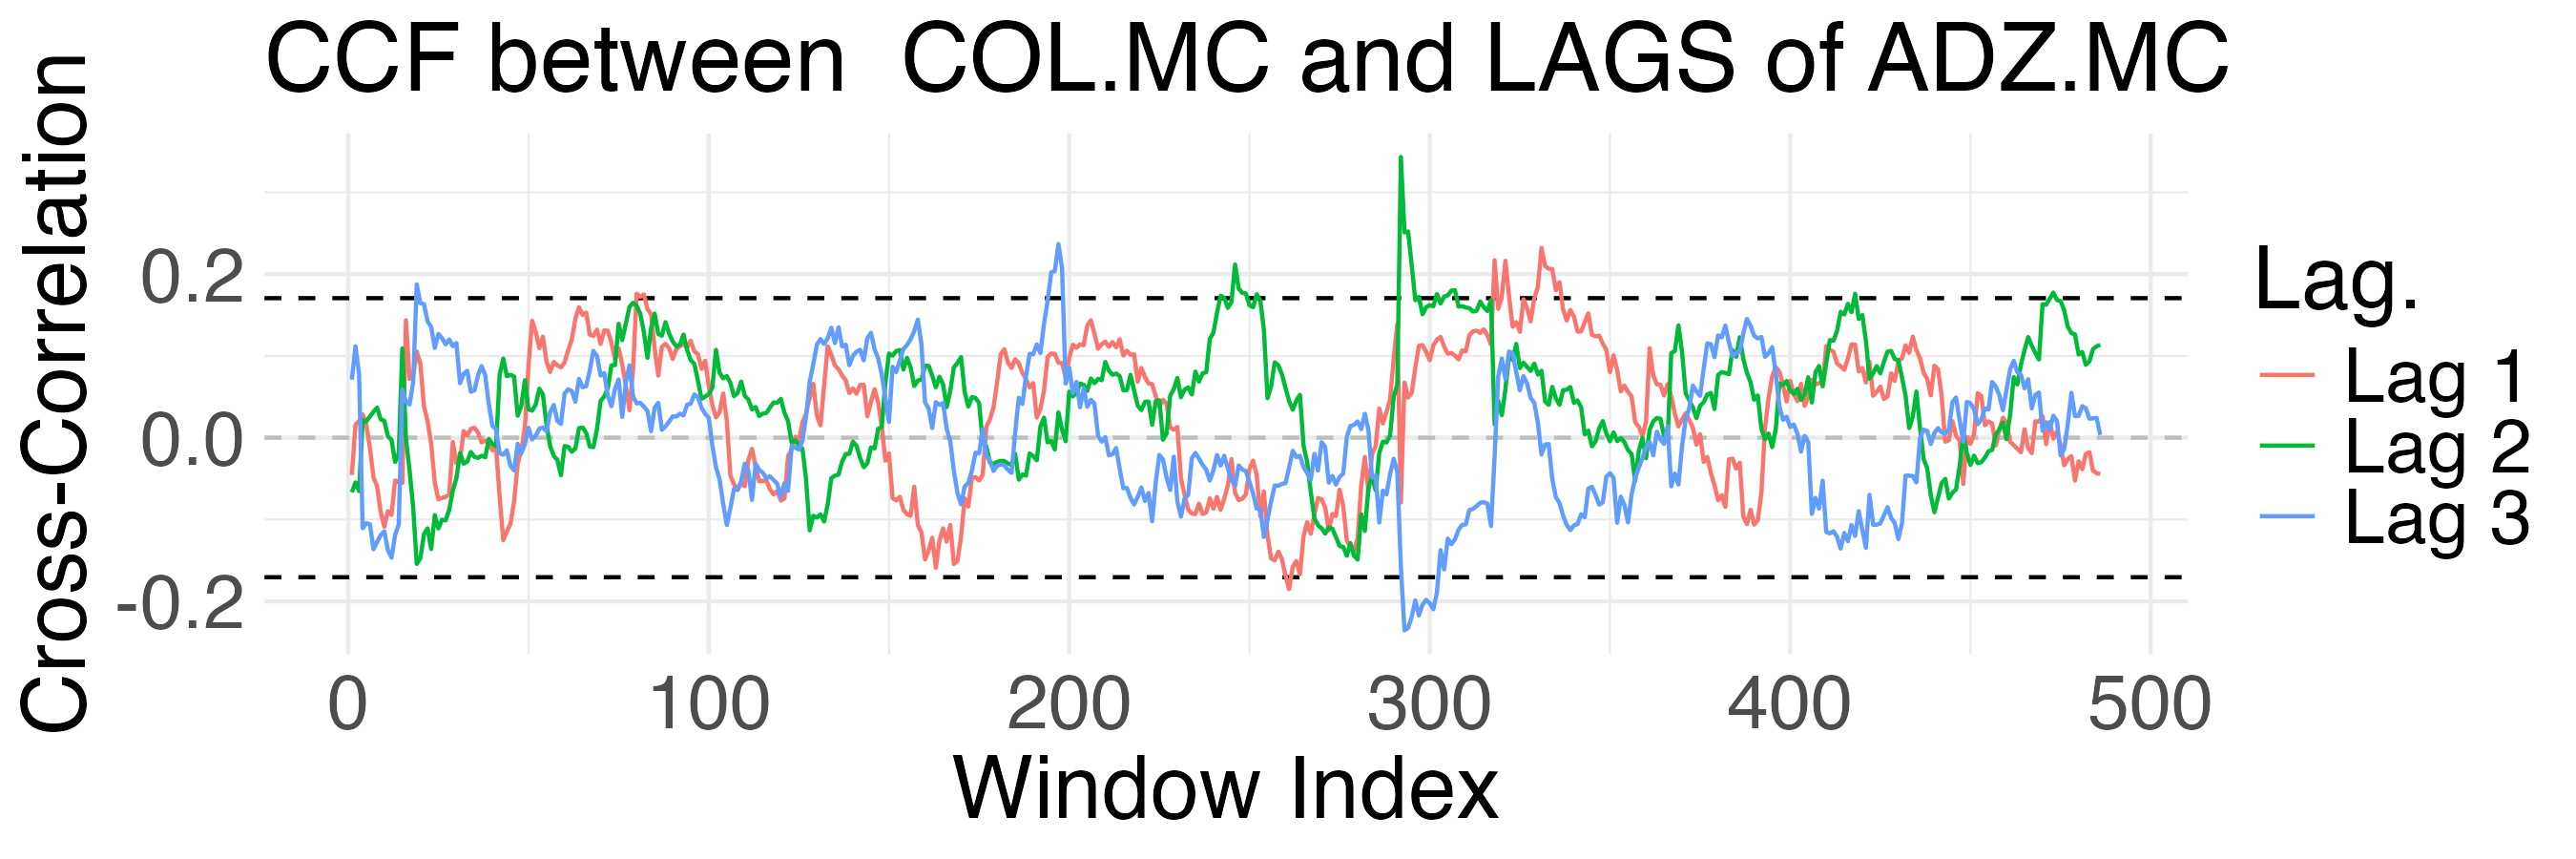 CCF between  COL.MC and LAGS of ADZ.MC
Cross-Correlation
0.2
0.0
-0.2
0 100 200 300 400 500
Window Index
Lag.
Lag 1
Lag 2
Lag 3